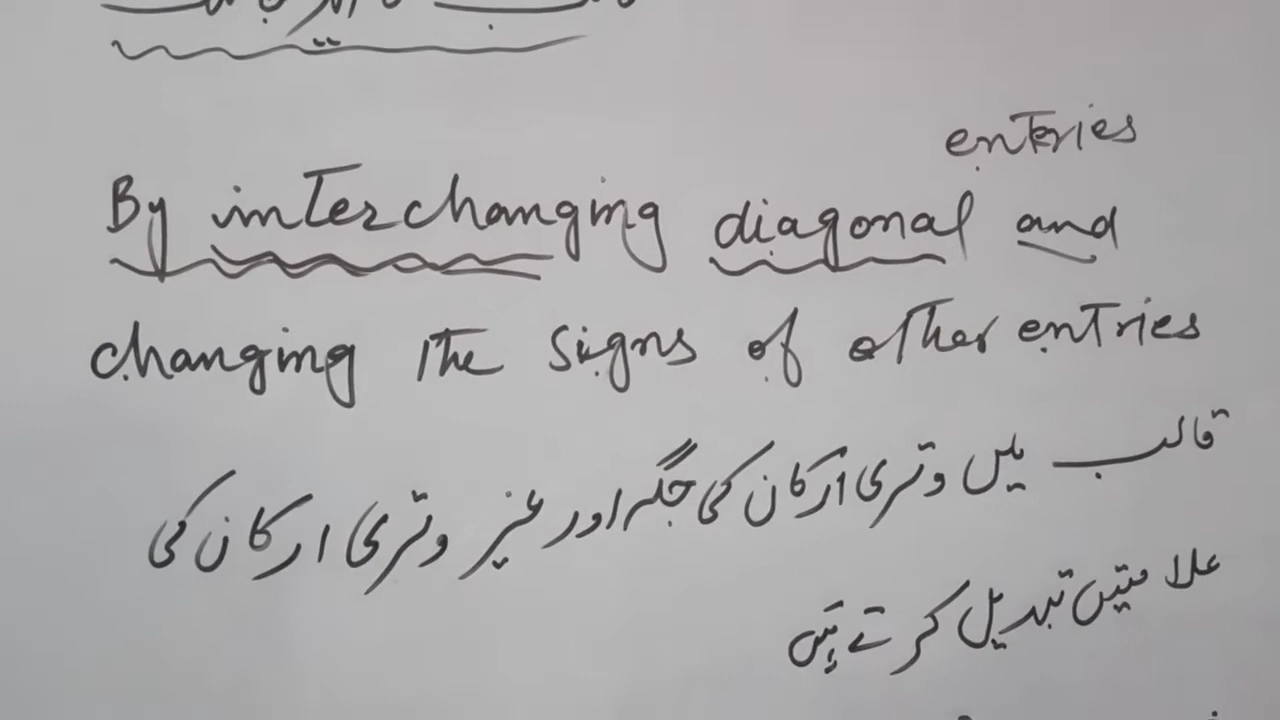 entries
By interchanging diagonal and
changing the signs of other entries
قالب میں وتری ارکان کی جگہ اور غیر وتری ارکان کی
علامتیں تبدیل کرتے ہیں